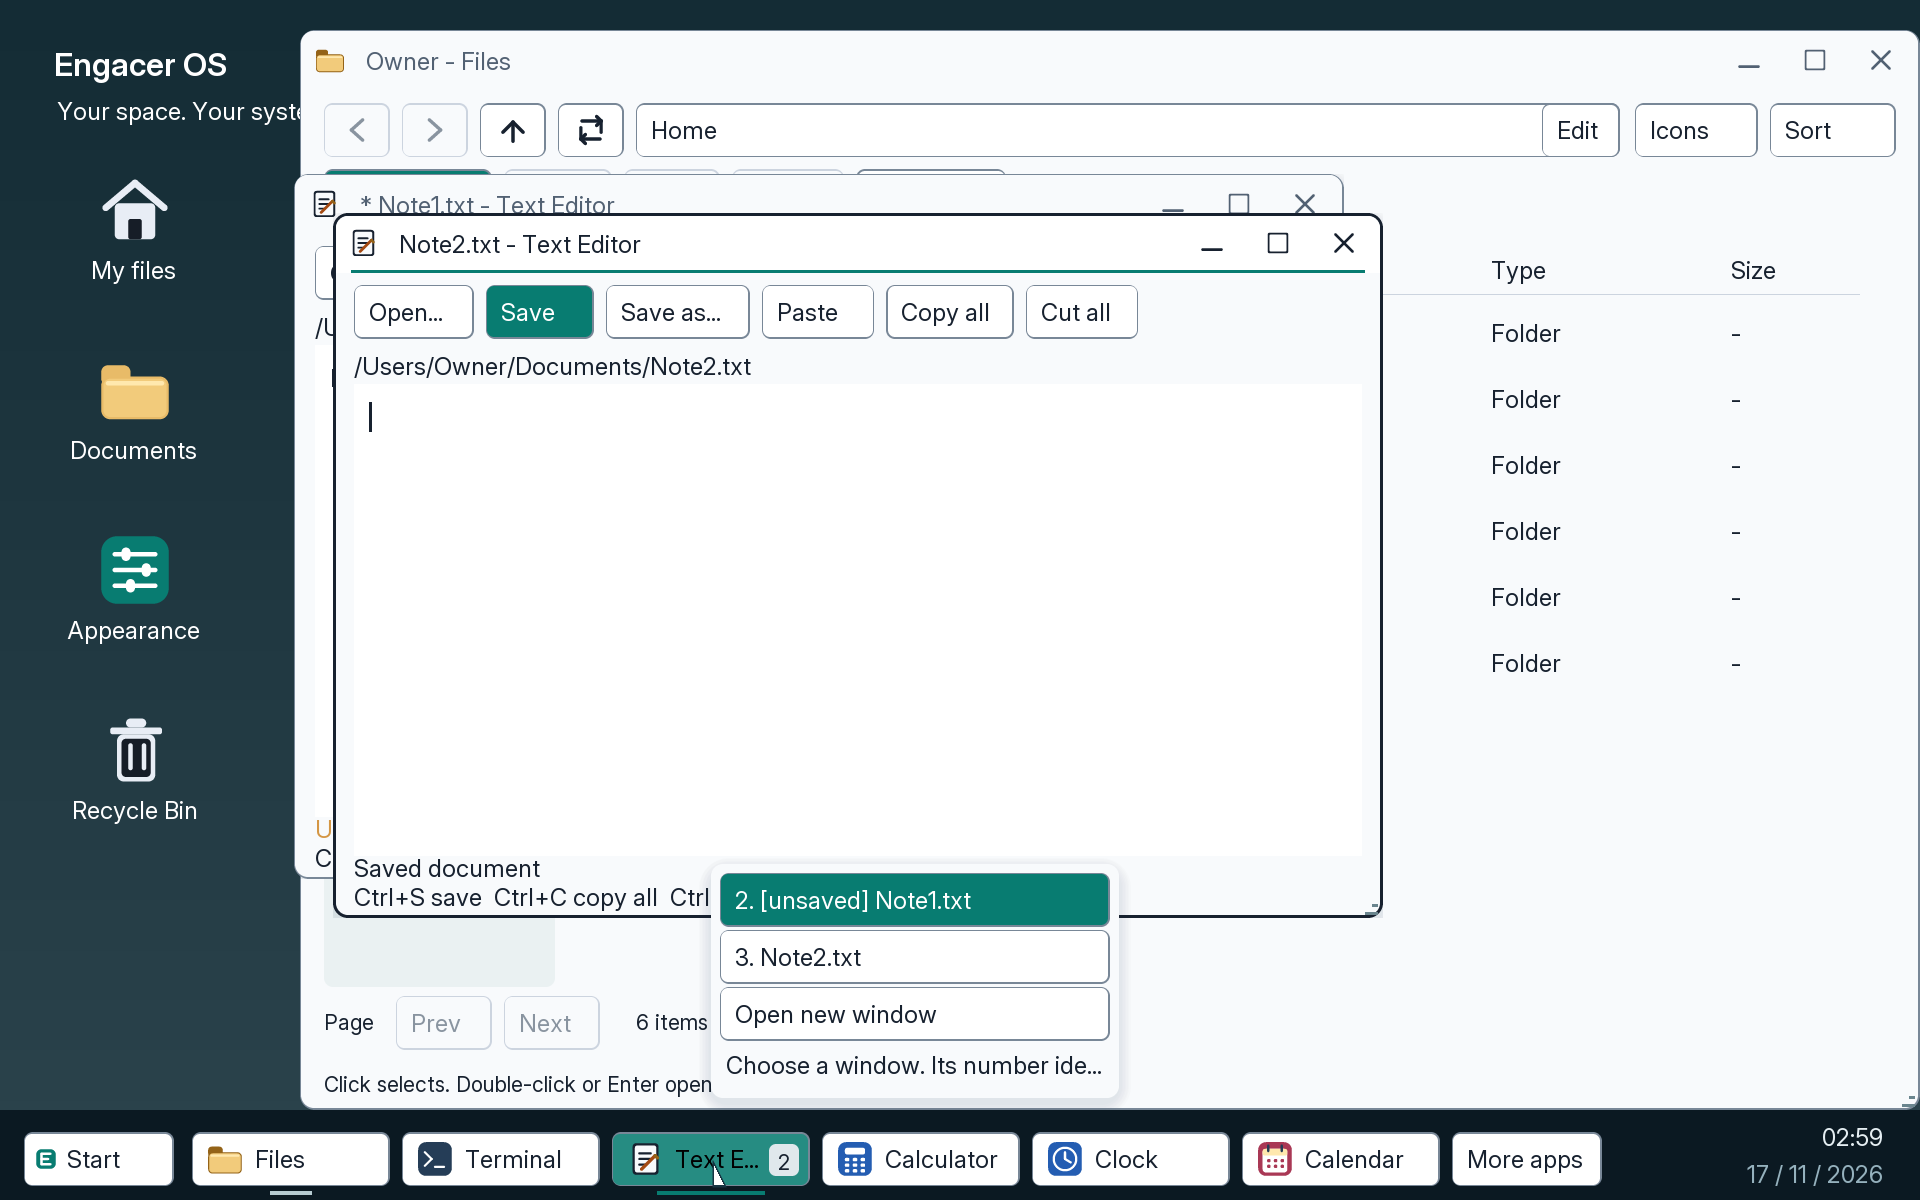 Engacer OS
Your space. Your syste
My files
Documents
Appearance
Recycle Bin
Owner - Files
Home
Edit
Icons
Sort
Type
Size
Folder
-
Folder
-
Folder
-
Folder
-
Folder
-
Folder
-
* Note1.txt - Text Editor
/U
U
C
Note2.txt - Text Editor
Open...
Save
Save as...
Paste
Copy all
Cut all
/Users/Owner/Documents/Note2.txt
Saved document
Ctrl+S save  Ctrl+C copy all  Ctrl
2. [unsaved] Note1.txt
3. Note2.txt
Open new window
Choose a window. Its number ide...
Page
Prev
Next
6 items
Click selects. Double-click or Enter open
Start
Files
Terminal
Text E...
2
Calculator
Clock
Calendar
More apps
02:59
17 / 11 / 2026